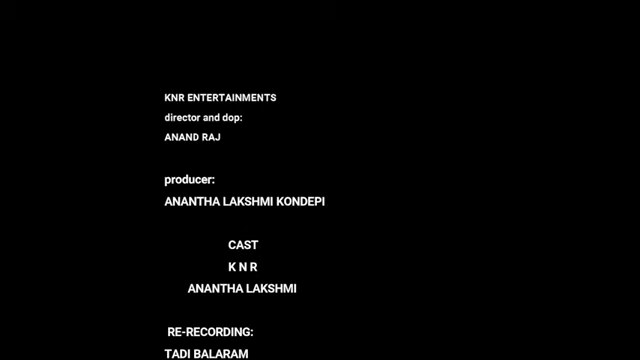 KNR ENTERTAINMENTS
director and dop:
ANAND RAJ
producer:
ANANTHA LAKSHMI KONDEPI
CAST
K N R
ANANTHA LAKSHMI
RE-RECORDING:
TADI BALARAM